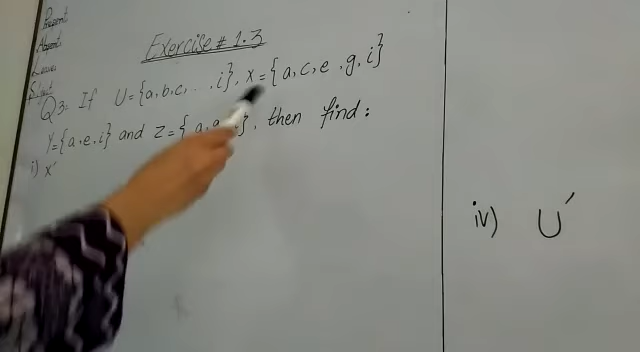 Present
Absent
Leave
Exercise # 1.3
Q3: If U={a,b,c,...,i}, X={a,c,e,g,i}
Y={a,e,i} and Z={a, }, then find:
i) X′
iv) U′